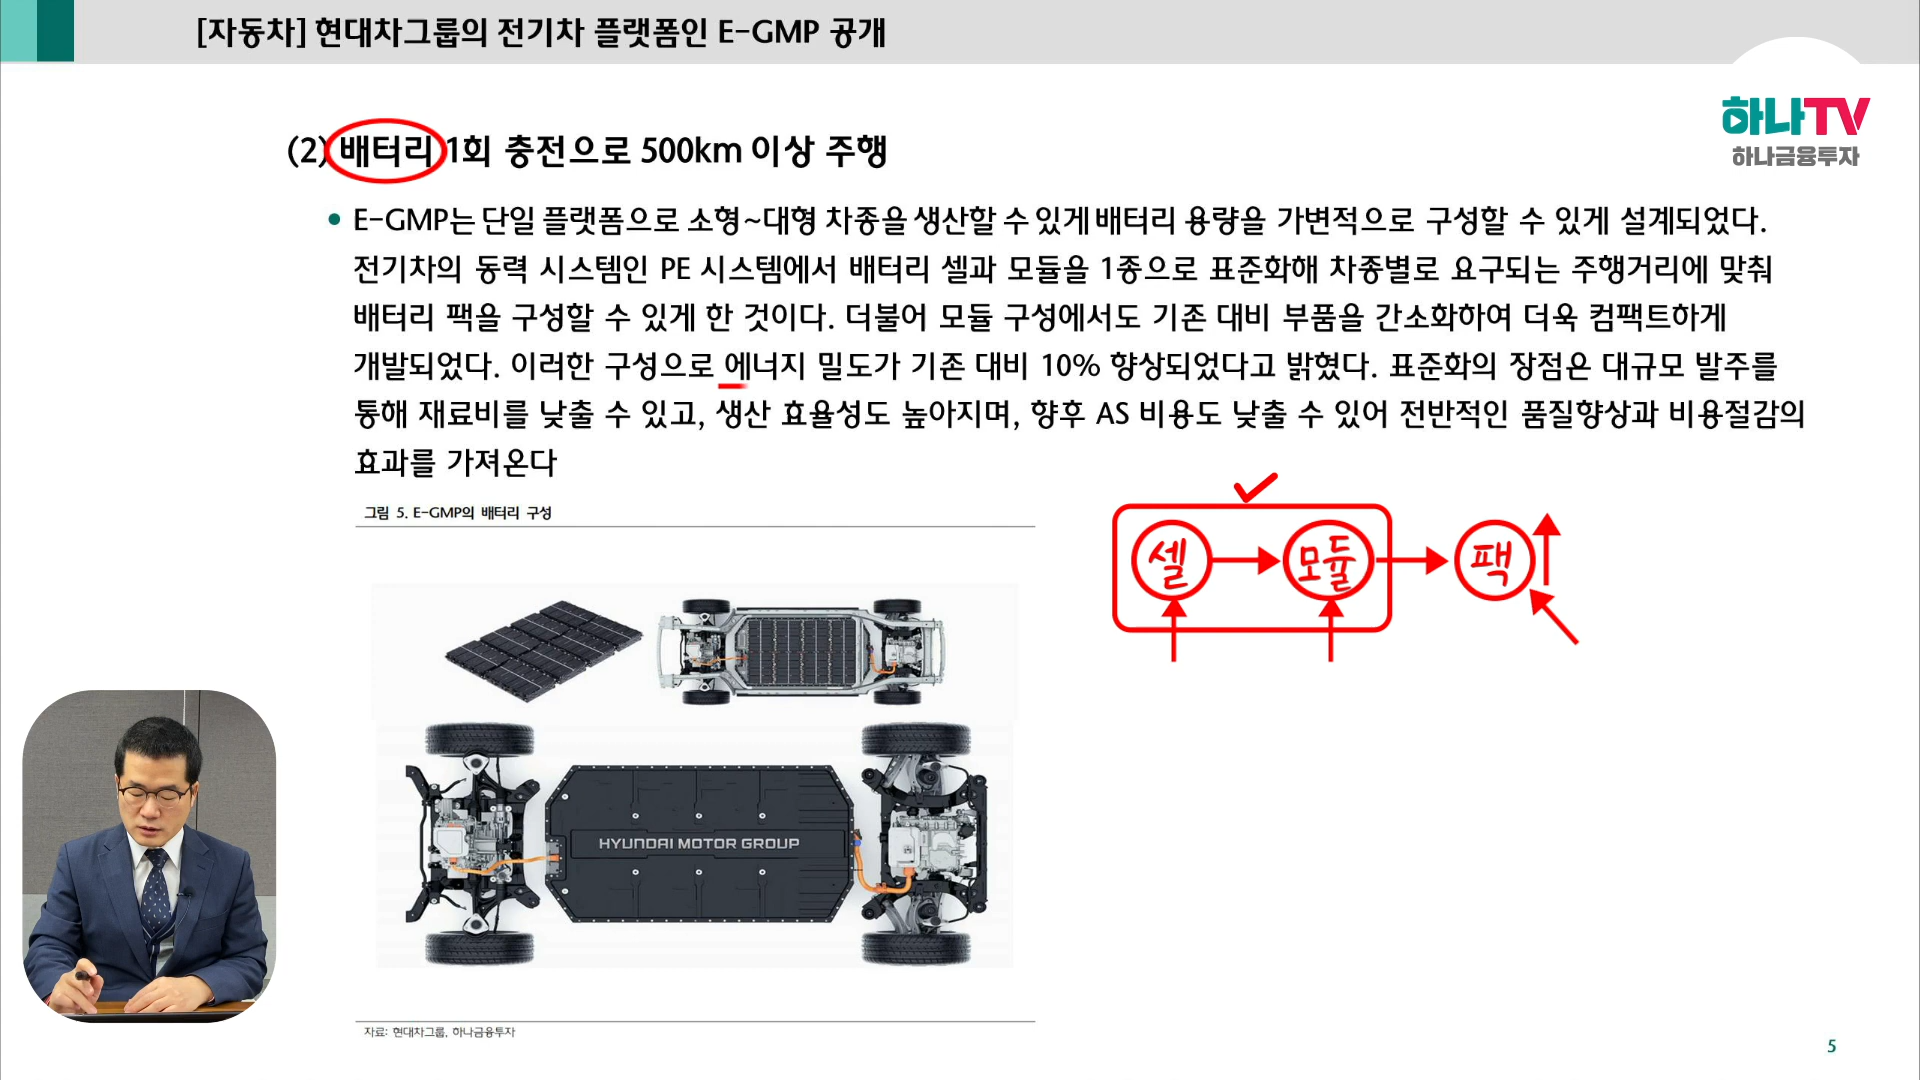 [자동차] 현대차그룹의 전기차 플랫폼인 E-GMP 공개
하나TV
하나금융투자
(2) 배터리 1회 충전으로 500km 이상 주행
• E-GMP는 단일 플랫폼으로 소형~대형 차종을 생산할 수 있게 배터리 용량을 가변적으로 구성할 수 있게 설계되었다.
전기차의 동력 시스템인 PE 시스템에서 배터리 셀과 모듈을 1종으로 표준화해 차종별로 요구되는 주행거리에 맞춰
배터리 팩을 구성할 수 있게 한 것이다. 더불어 모듈 구성에서도 기존 대비 부품을 간소화하여 더욱 컴팩트하게
개발되었다. 이러한 구성으로 에너지 밀도가 기존 대비 10% 향상되었다고 밝혔다. 표준화의 장점은 대규모 발주를
통해 재료비를 낮출 수 있고, 생산 효율성도 높아지며, 향후 AS 비용도 낮출 수 있어 전반적인 품질향상과 비용절감의
효과를 가져온다
그림 5. E-GMP의 배터리 구성
셀 모듈 팩
HYUNDAI MOTOR GROUP
자료: 현대차그룹, 하나금융투자
5